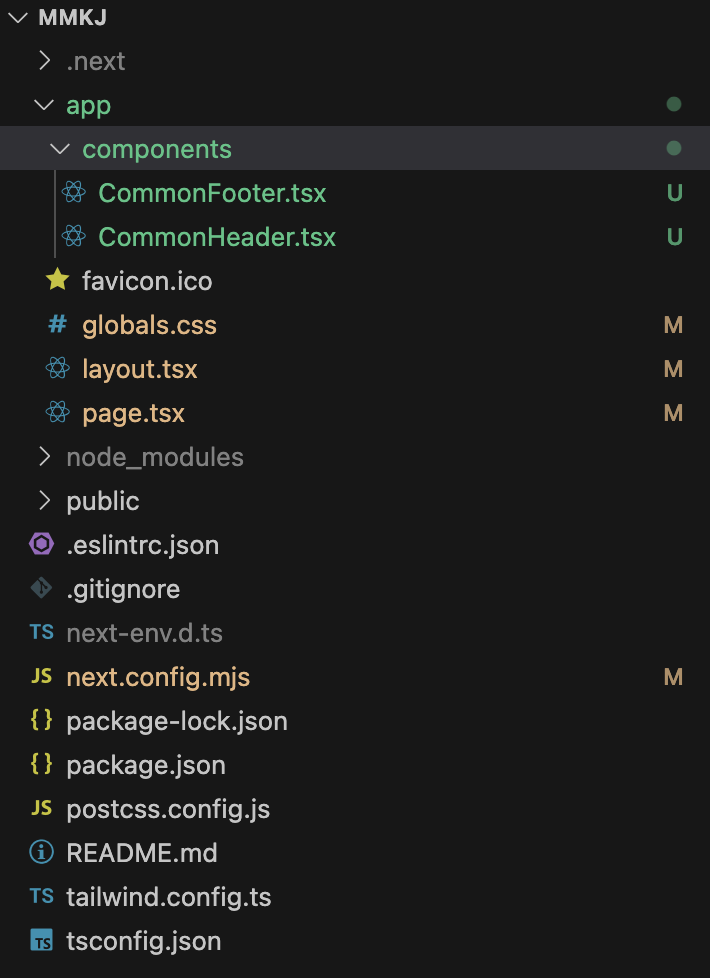 MMKJ
.next
app
components
CommonFooter.tsx U
CommonHeader.tsx U
favicon.ico
# globals.css M
layout.tsx M
page.tsx M
node_modules
public
.eslintrc.json
.gitignore
TS next-env.d.ts
JS next.config.mjs M
{} package-lock.json
{} package.json
JS postcss.config.js
README.md
TS tailwind.config.ts
TS tsconfig.json